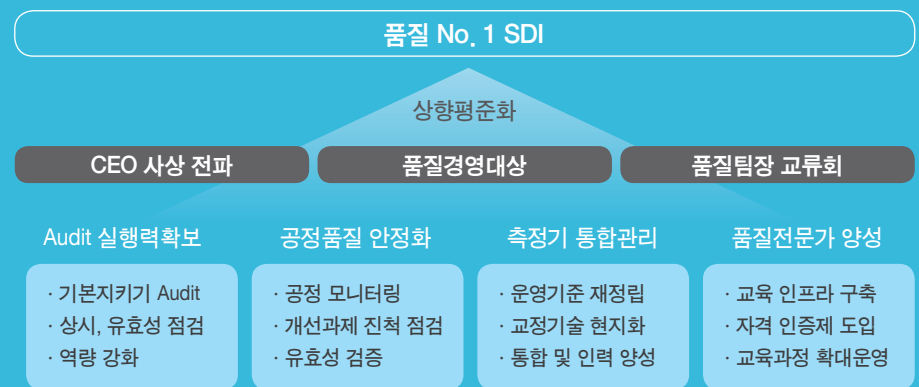 품질 No. 1 SDI
상향평준화
CEO 사상 전파
품질경영대상
품질팀장 교류회
Audit 실행력확보
· 기본지키기 Audit
· 상시, 유효성 점검
· 역량 강화
공정품질 안정화
· 공정 모니터링
· 개선과제 진척 점검
· 유효성 검증
측정기 통합관리
· 운영기준 재정립
· 교정기술 현지화
· 통합 및 인력 양성
품질전문가 양성
· 교육 인프라 구축
· 자격 인증제 도입
· 교육과정 확대운영